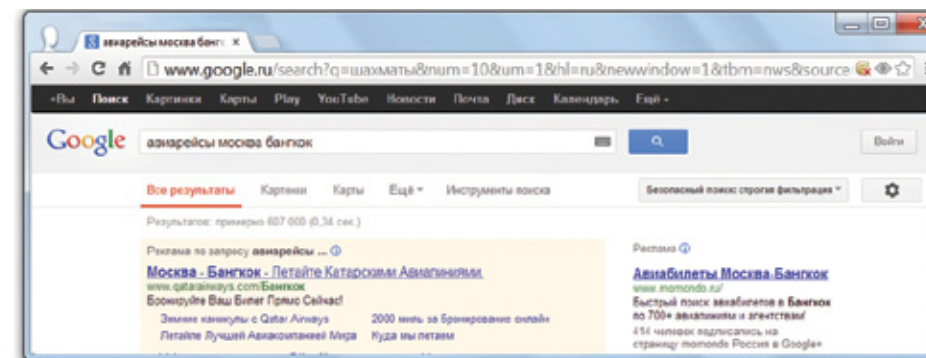 авиарейсы москва банг
www.google.ru/search?q=шахматы&num=10&um=1&hl=ru&newwindow=1&tbm=nws&source
+Вы Поиск Картинки Карты Play YouTube Новости Почта Диск Календарь Ещё
Google авиарейсы москва бангкок Войти
Все результаты Картинки Карты Ещё Инструменты поиска Безопасный поиск: строгая фильтрация
Результатов: примерно 607 000 (0,34 сек.)
Реклама по запросу авиарейсы ...
Москва - Бангкок - Летайте Катарскими Авиалиниями.
www.qatarairways.com/Бангкок
Бронируйте Ваш Билет Прямо Сейчас!
Зимние каникулы с Qatar Airways 2000 миль за бронирование онлайн
Летайте Лучшей Авиакомпанией Мира Куда мы летаем
Реклама
Авиабилеты Москва-Бангкок
www.momondo.ru/
Быстрый поиск авиабилетов в Бангкок
по 700+ авиалиниям и агентствам!
414 человек подписались на
страницу momondo Россия в Google+